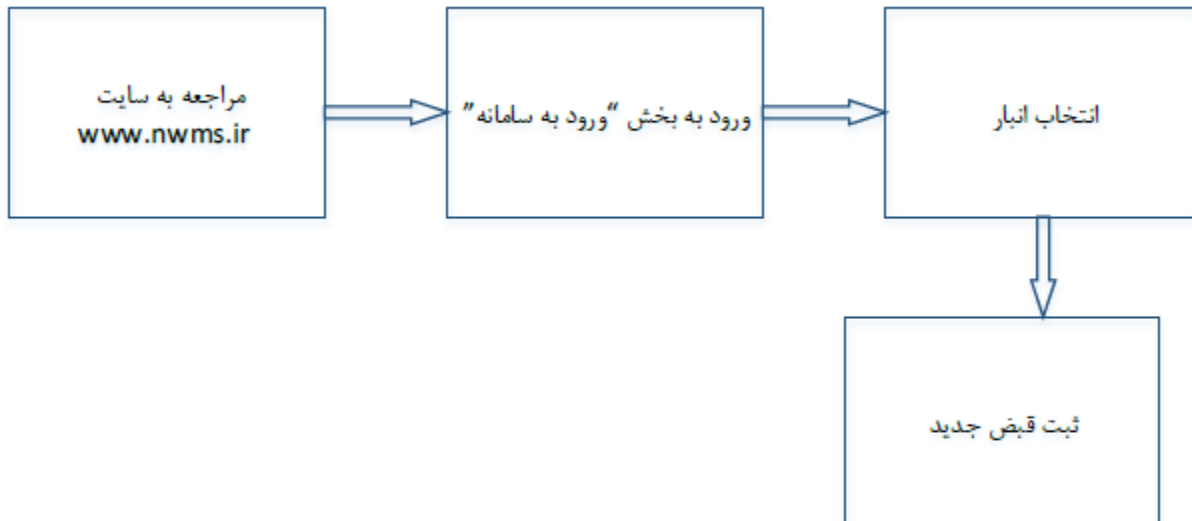 مراجعه به سایت
www.nwms.ir
ورود به بخش “ورود به سامانه”
انتخاب انبار
ثبت قبض جدید